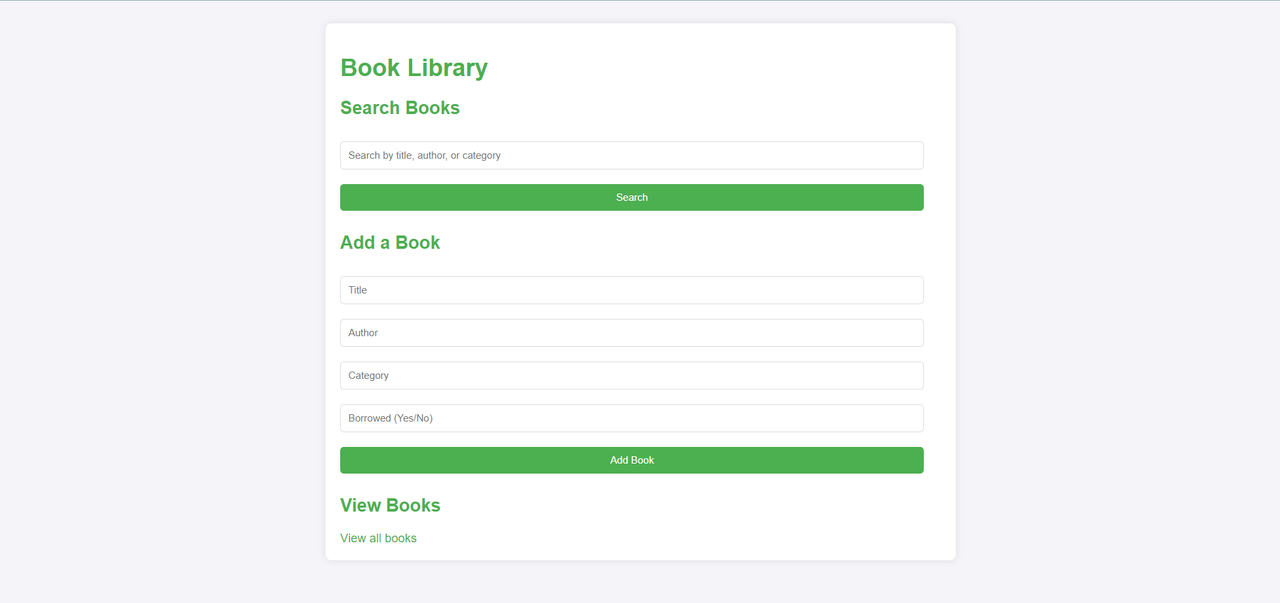 Book Library
Search Books
Search by title, author, or category
Search
Add a Book
Title
Author
Category
Borrowed (Yes/No)
Add Book
View Books
View all books